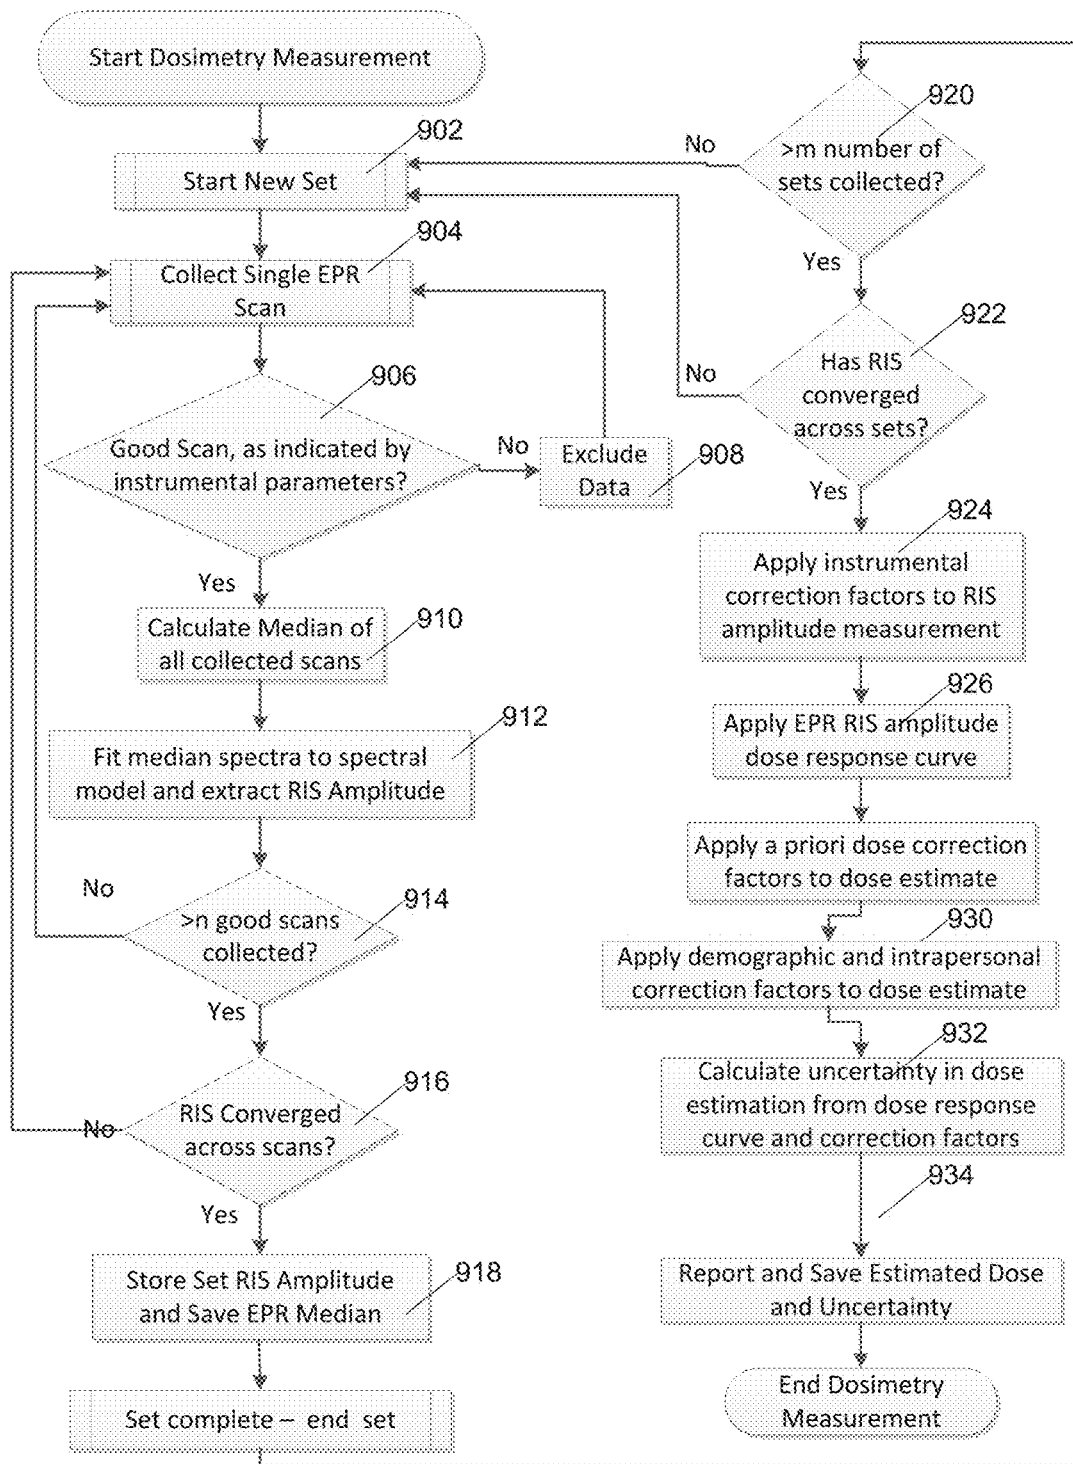 Start Dosimetry Measurement
902
Start New Set
904
Collect Single EPR
Scan
906
Good Scan, as indicated by
instrumental parameters?
No
Exclude
Data
908
Yes
Calculate Median of
all collected scans
910
912
Fit median spectra to spectral
model and extract RIS Amplitude
No
>n good scans
collected?
914
Yes
RIS Converged
across scans?
916
No
Yes
Store Set RIS Amplitude
and Save EPR Median
918
Set complete – end set
920
No
>m number of
sets collected?
Yes
922
No
Has RIS
converged
across sets?
Yes
924
Apply instrumental
correction factors to RIS
amplitude measurement
926
Apply EPR RIS amplitude
dose response curve
Apply a priori dose correction
factors to dose estimate
930
Apply demographic and intrapersonal
correction factors to dose estimate
932
Calculate uncertainty in dose
estimation from dose response
curve and correction factors
934
Report and Save Estimated Dose
and Uncertainty
End Dosimetry
Measurement